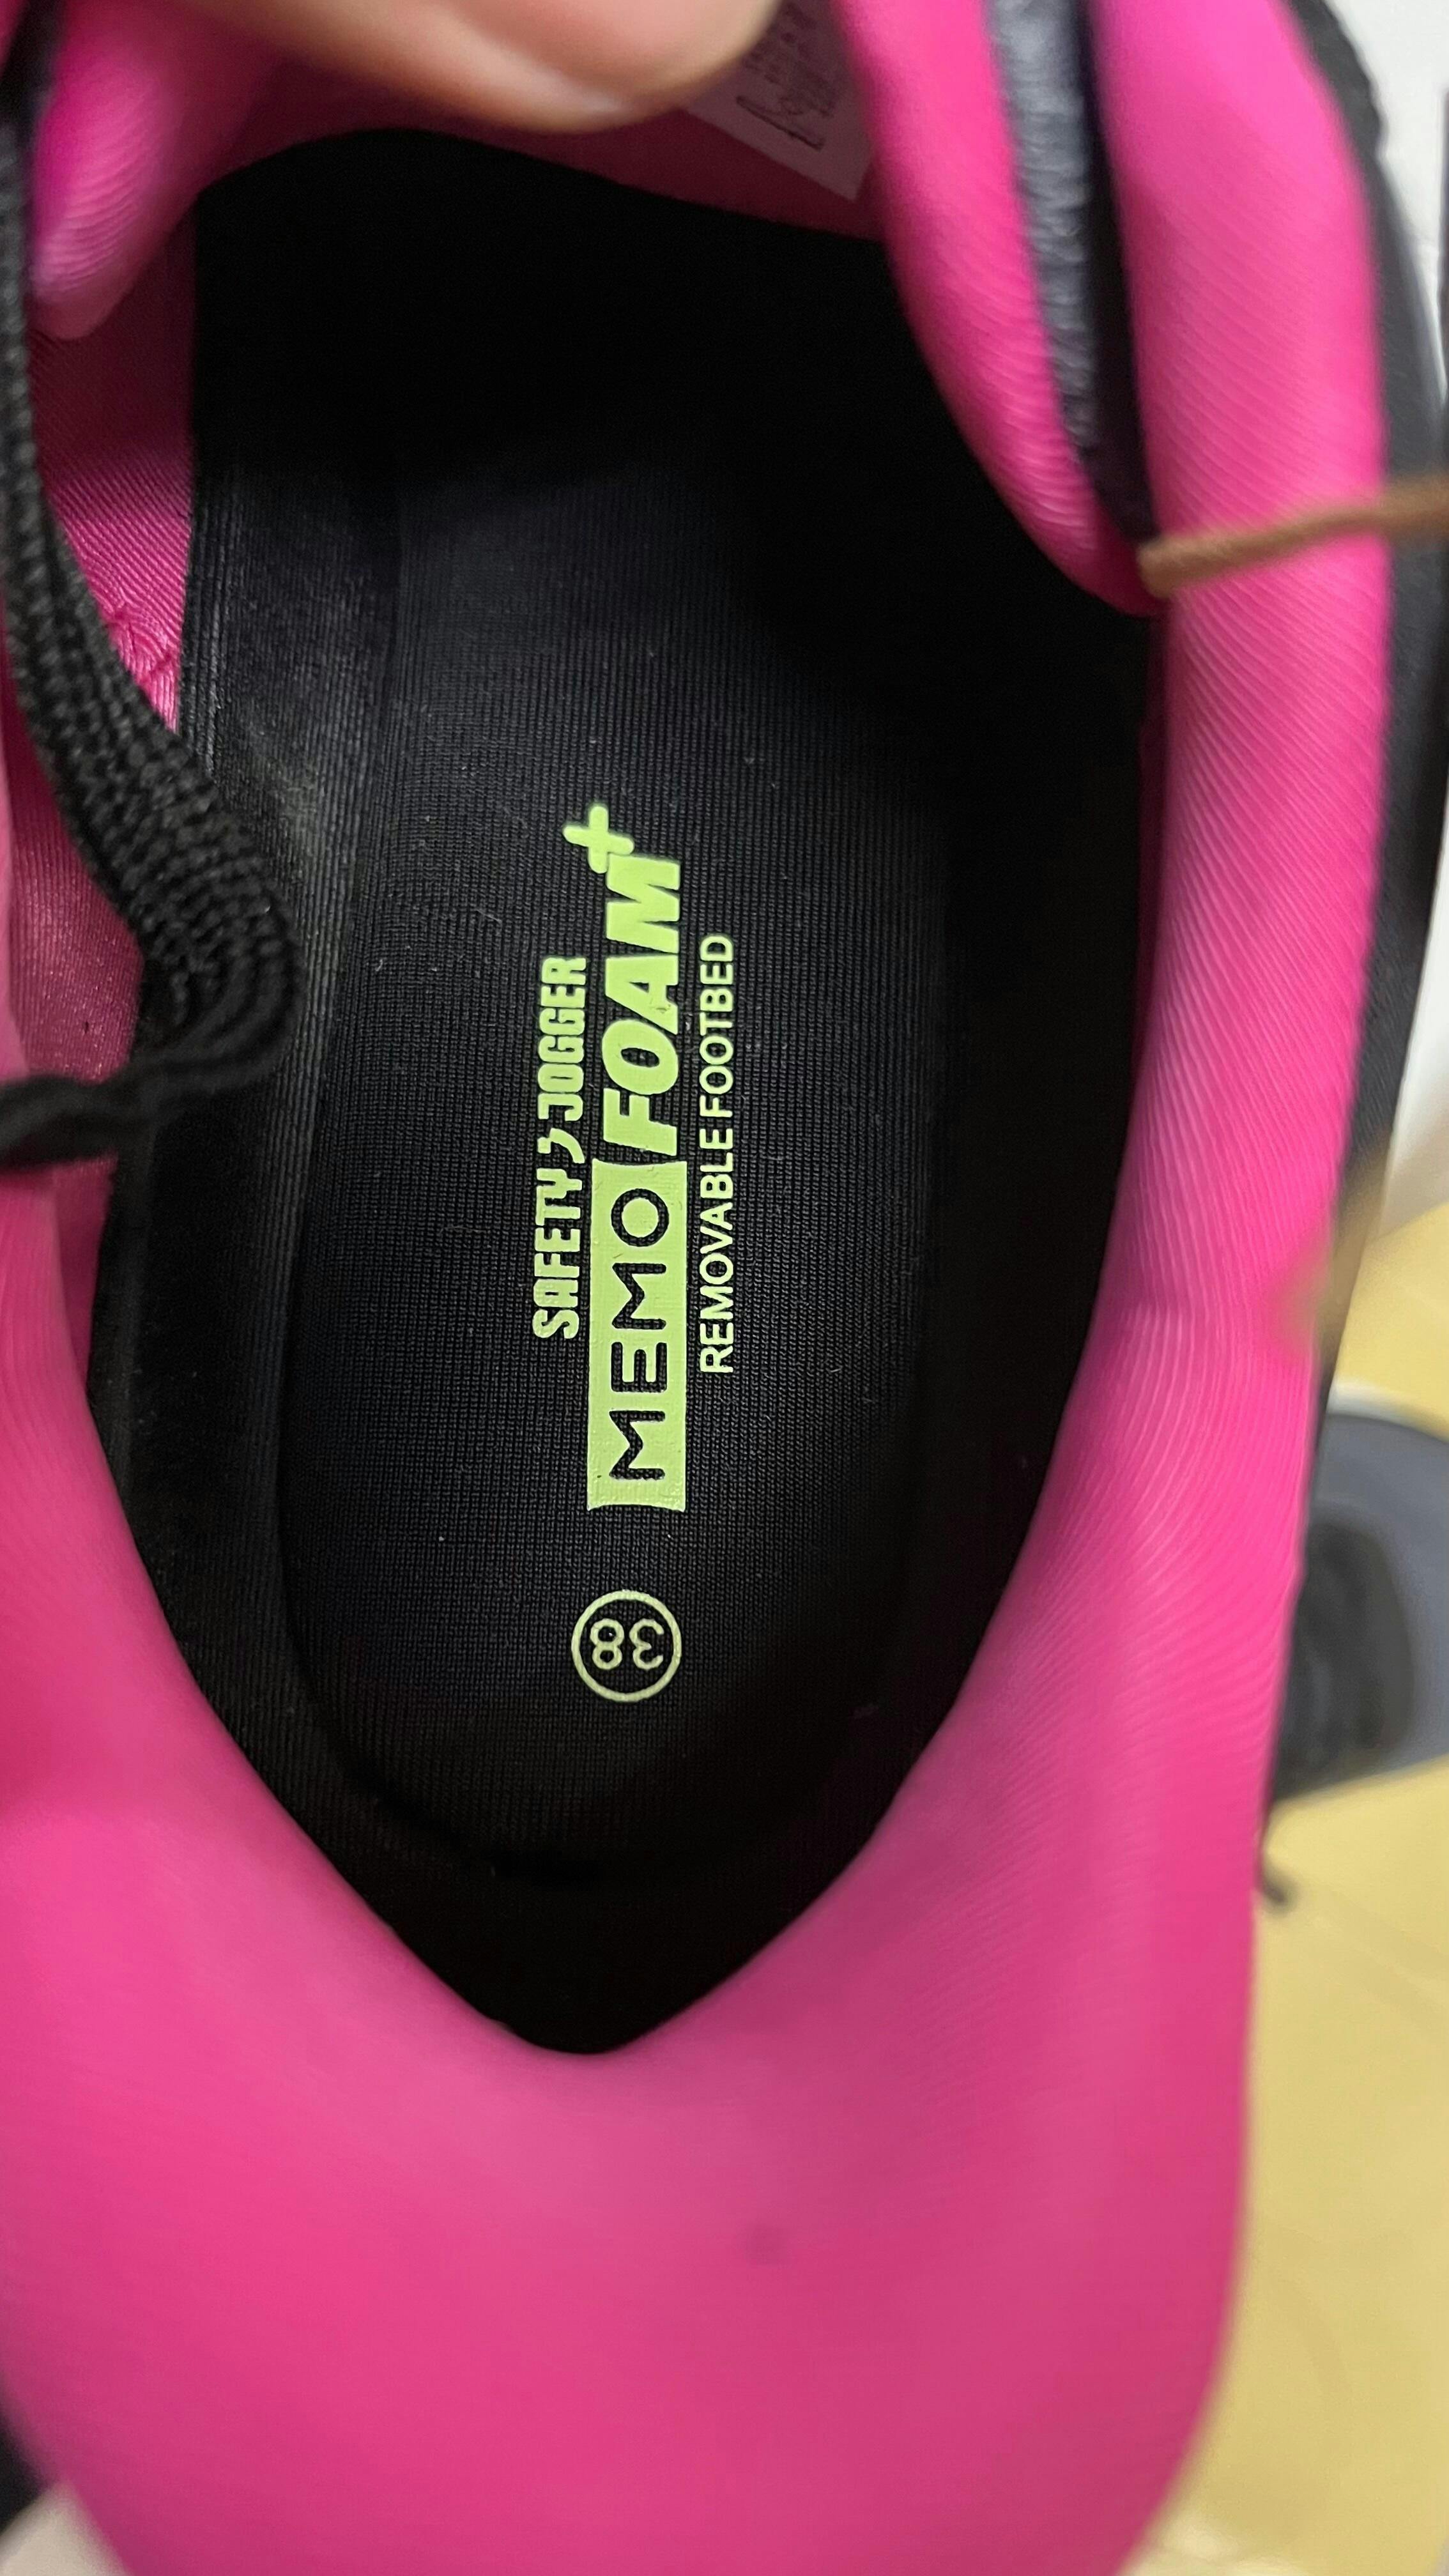 SAFETY JOGGER
MEMO FOAM+
REMOVABLE FOOTBED
38